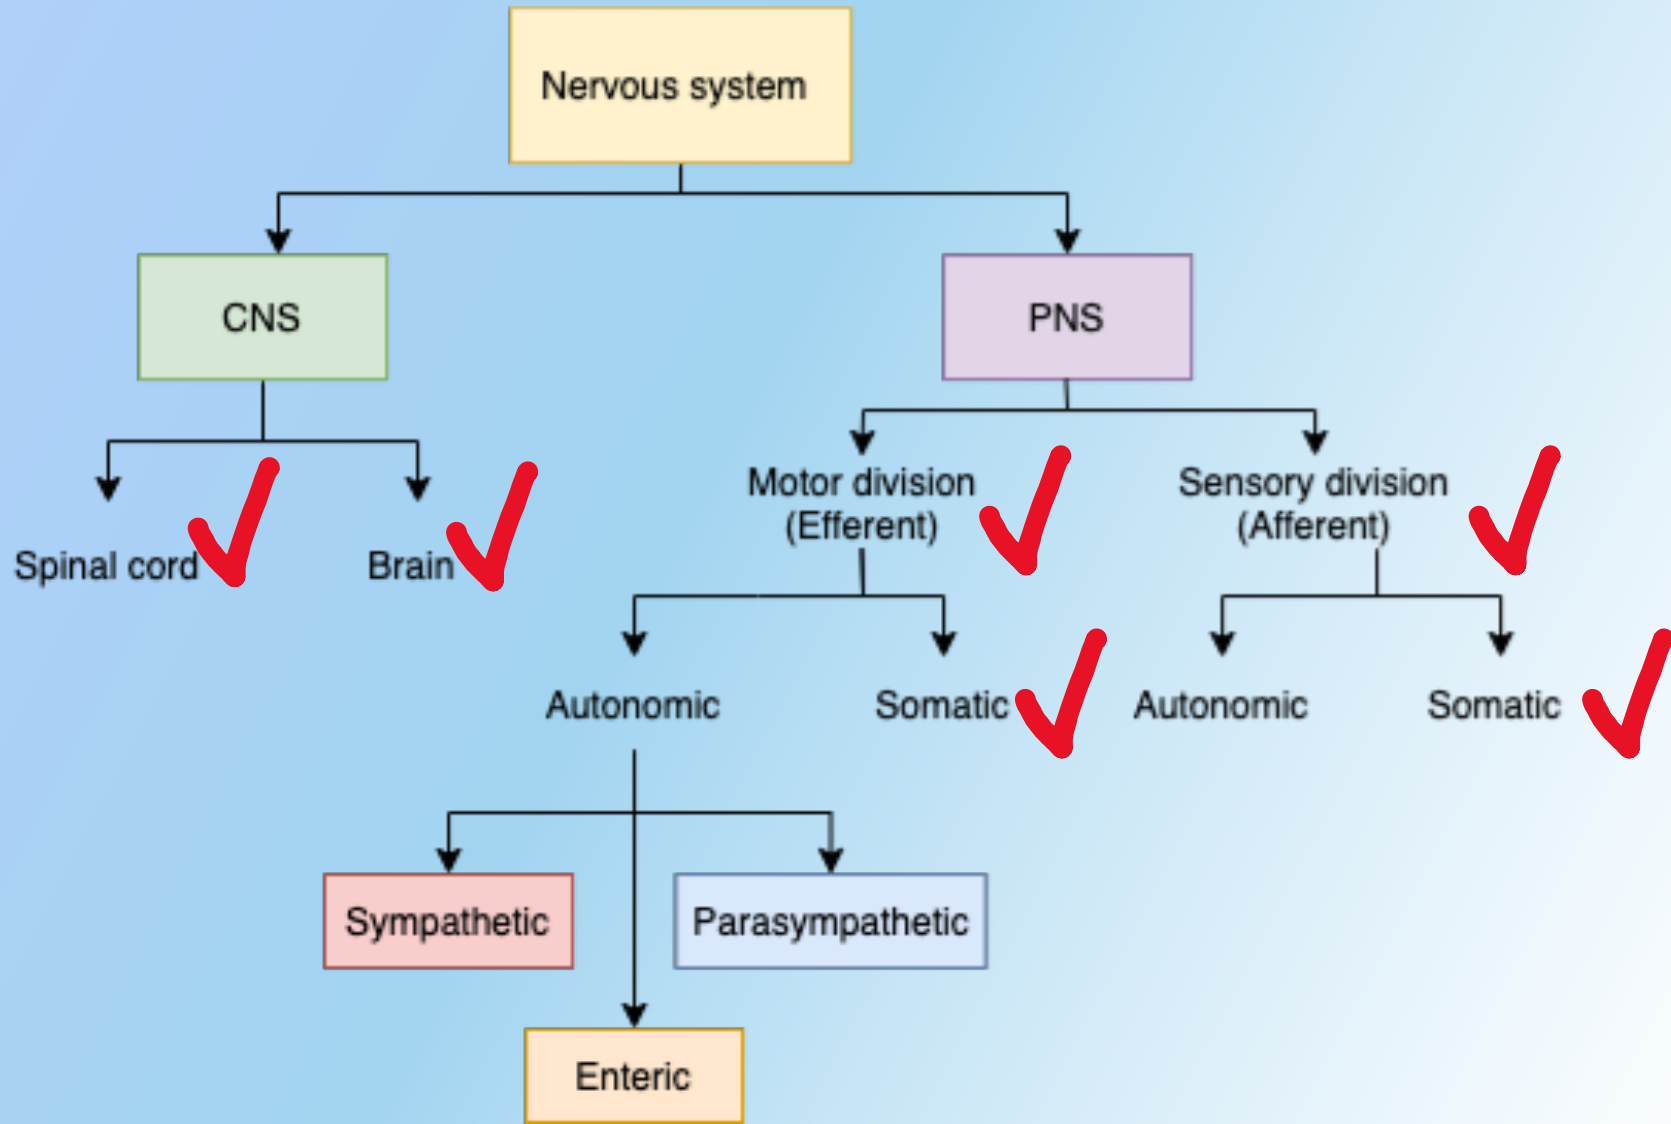 Nervous system
CNS
PNS
Spinal cord
Brain
Motor division
(Efferent)
Sensory division
(Afferent)
Autonomic
Somatic
Autonomic
Somatic
Sympathetic
Parasympathetic
Enteric